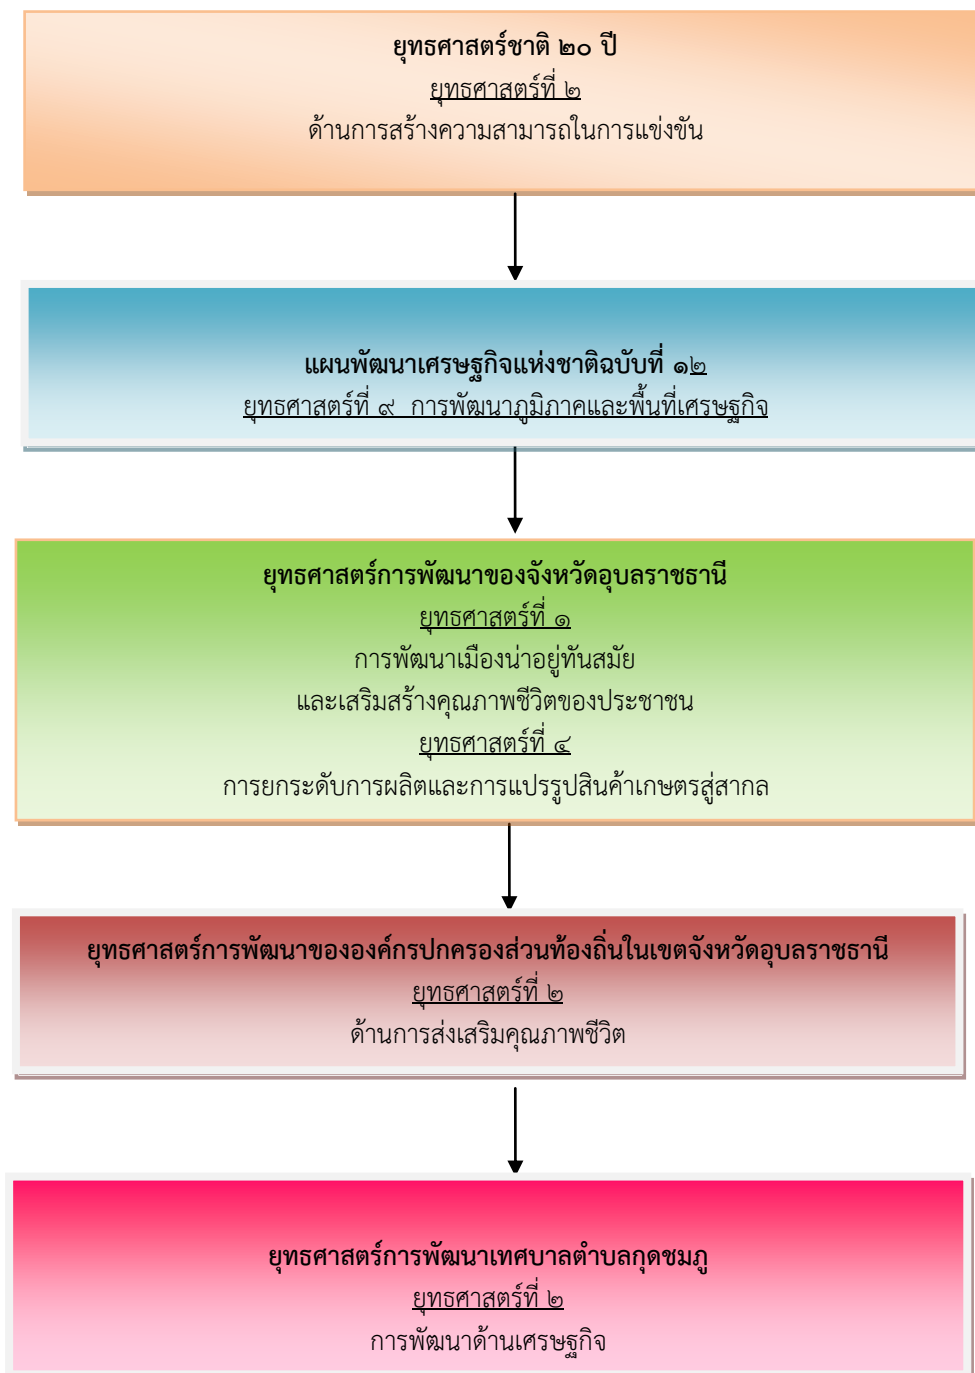 ยุทธศาสตร์ชาติ ๒๐ ปี
ยุทธศาสตร์ที่ ๒
ด้านการสร้างความสามารถในการแข่งขัน
แผนพัฒนาเศรษฐกิจแห่งชาติฉบับที่ ๑๒
ยุทธศาสตร์ที่ ๙ การพัฒนาภูมิภาคและพื้นที่เศรษฐกิจ
ยุทธศาสตร์การพัฒนาของจังหวัดอุบลราชธานี
ยุทธศาสตร์ที่ ๑
การพัฒนาเมืองน่าอยู่ทันสมัย
และเสริมสร้างคุณภาพชีวิตของประชาชน
ยุทธศาสตร์ที่ ๔
การยกระดับการผลิตและการแปรรูปสินค้าเกษตรสู่สากล
ยุทธศาสตร์การพัฒนาขององค์กรปกครองส่วนท้องถิ่นในเขตจังหวัดอุบลราชธานี
ยุทธศาสตร์ที่ ๒
ด้านการส่งเสริมคุณภาพชีวิต
ยุทธศาสตร์การพัฒนาเทศบาลตำบลกุดชมภู
ยุทธศาสตร์ที่ ๒
การพัฒนาด้านเศรษฐกิจ